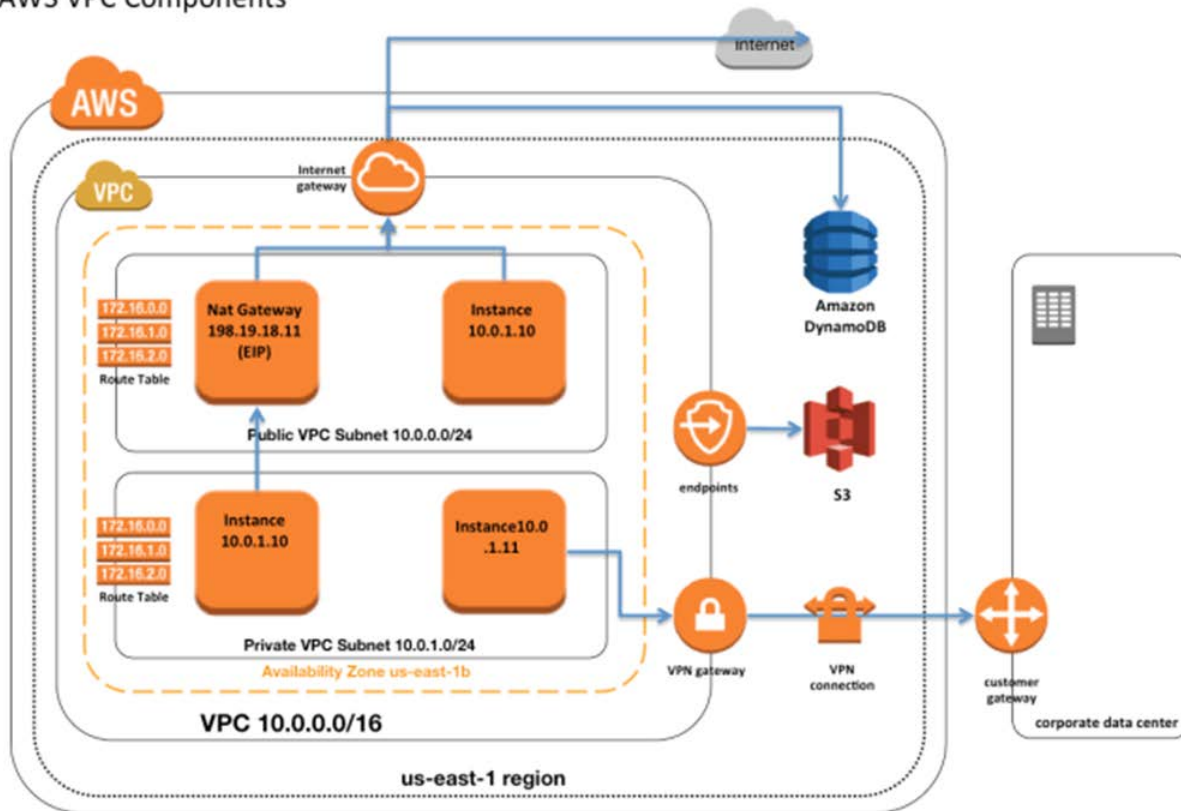 AWS VPC Components
Internet
AWS
Internet
gateway
VPC
172.16.0.0
172.16.1.0
172.16.2.0
Route Table
Nat Gateway
198.19.18.11
(EIP)
Instance
10.0.1.10
Public VPC Subnet 10.0.0.0/24
Amazon
DynamoDB
endpoints
S3
172.16.0.0
172.16.1.0
172.16.2.0
Route Table
Instance
10.0.1.10
Instance10.0
.1.11
Private VPC Subnet 10.0.1.0/24
Availability Zone us-east-1b
VPN gateway
VPN
connection
customer
gateway
corporate data center
VPC 10.0.0.0/16
us-east-1 region